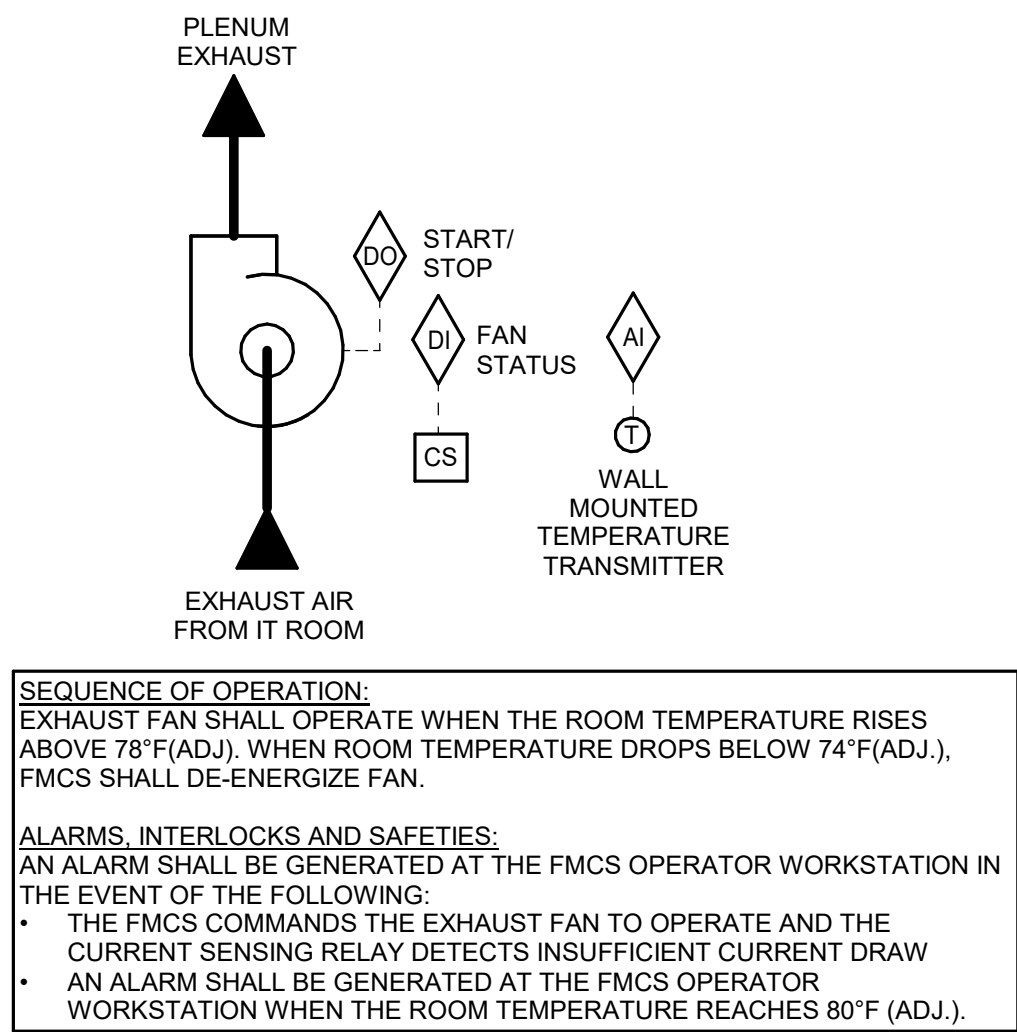 PLENUM
EXHAUST
DO
START/
STOP
DI
FAN
STATUS
AI
CS
T
WALL
MOUNTED
TEMPERATURE
TRANSMITTER
EXHAUST AIR
FROM IT ROOM
SEQUENCE OF OPERATION:
EXHAUST FAN SHALL OPERATE WHEN THE ROOM TEMPERATURE RISES
ABOVE 78°F(ADJ). WHEN ROOM TEMPERATURE DROPS BELOW 74°F(ADJ.),
FMCS SHALL DE-ENERGIZE FAN.
ALARMS, INTERLOCKS AND SAFETIES:
AN ALARM SHALL BE GENERATED AT THE FMCS OPERATOR WORKSTATION IN
THE EVENT OF THE FOLLOWING:
• THE FMCS COMMANDS THE EXHAUST FAN TO OPERATE AND THE
CURRENT SENSING RELAY DETECTS INSUFFICIENT CURRENT DRAW
• AN ALARM SHALL BE GENERATED AT THE FMCS OPERATOR
WORKSTATION WHEN THE ROOM TEMPERATURE REACHES 80°F (ADJ.).